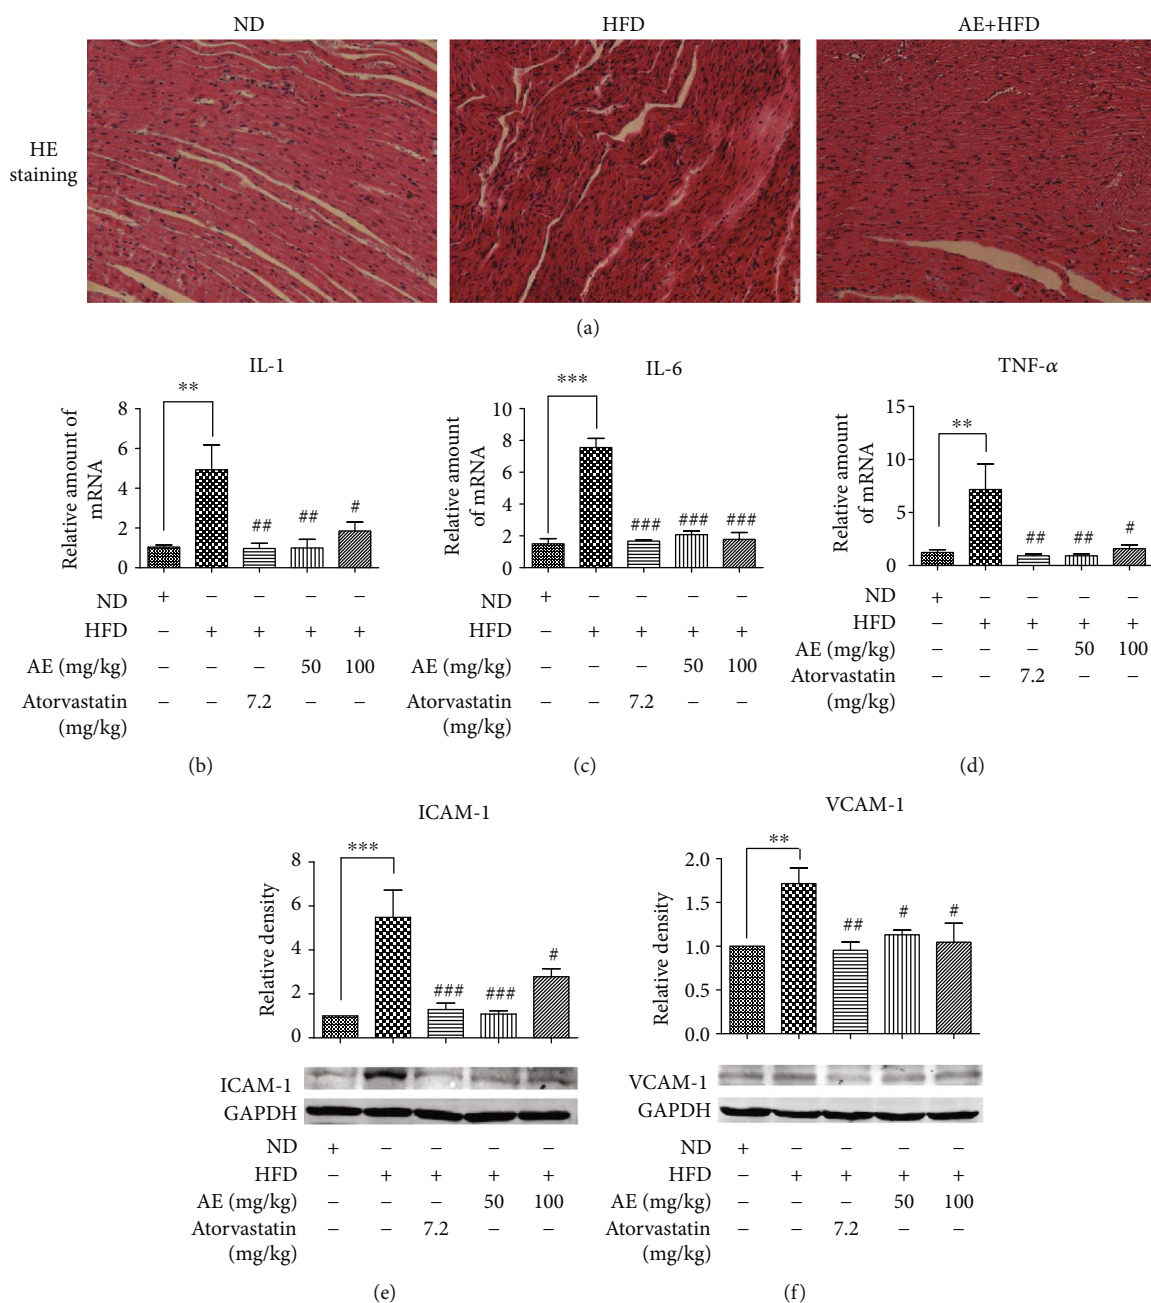 ND HFD AE+HFD
HE
staining
(a)
IL-1
**
Relative amount of
mRNA
8
6
4
2
0
## ## #
ND + − − − −
HFD − + + + +
AE (mg/kg) − − − 50 100
Atorvastatin
(mg/kg) − − 7.2 − −
(b)
IL-6
***
Relative amount
of mRNA
10
8
6
4
2
0
### ### ###
ND + − − − −
HFD − + + + +
AE (mg/kg) − − − 50 100
Atorvastatin
(mg/kg) − − 7.2 − −
(c)
TNF-α
**
Relative amount
of mRNA
15
10
5
0
## ## #
ND + − − − −
HFD − + + + +
AE (mg/kg) − − − 50 100
Atorvastatin
(mg/kg) − − 7.2 − −
(d)
ICAM-1
***
Relative density
8
6
4
2
0
### ### #
ICAM-1
GAPDH
ND + − − − −
HFD − + + + +
AE (mg/kg) − − − 50 100
Atorvastatin
(mg/kg) − − 7.2 − −
(e)
VCAM-1
**
Relative density
2.0
1.5
1.0
0.5
0.0
## # #
VCAM-1
GAPDH
ND + − − − −
HFD − + + + +
AE (mg/kg) − − − 50 100
Atorvastatin
(mg/kg) − − 7.2 − −
(f)